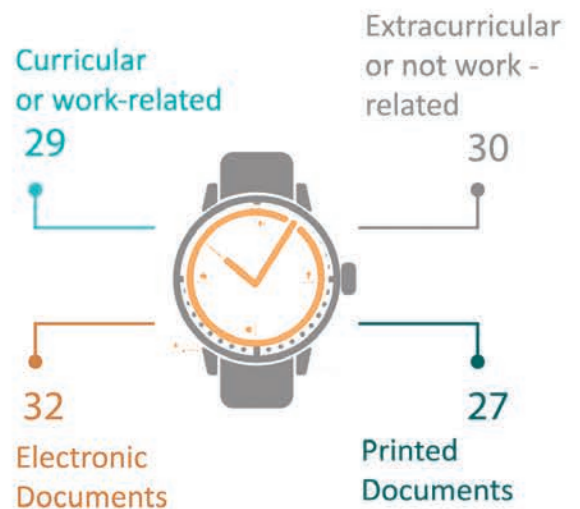 Curricular
or work-related
29
Extracurricular
or not work -
related
30
32
Electronic
Documents
27
Printed
Documents